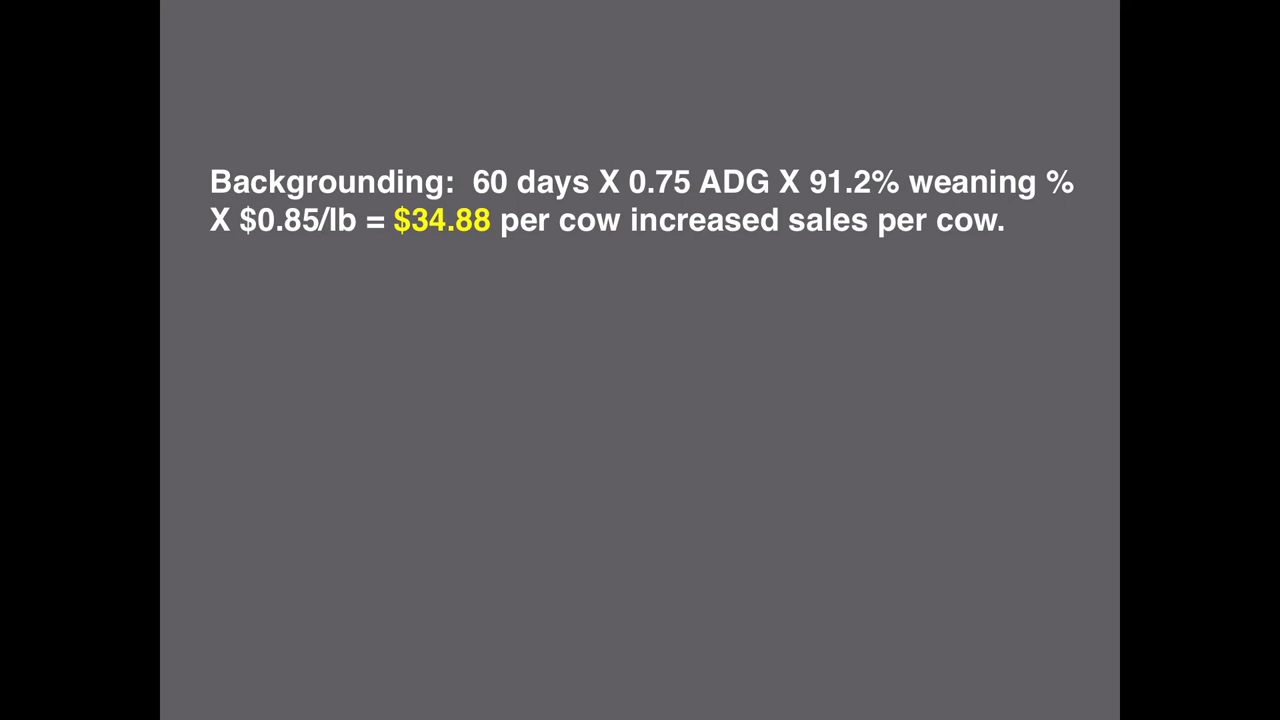 Backgrounding:  60 days X 0.75 ADG X 91.2% weaning %
X $0.85/lb = $34.88 per cow increased sales per cow.